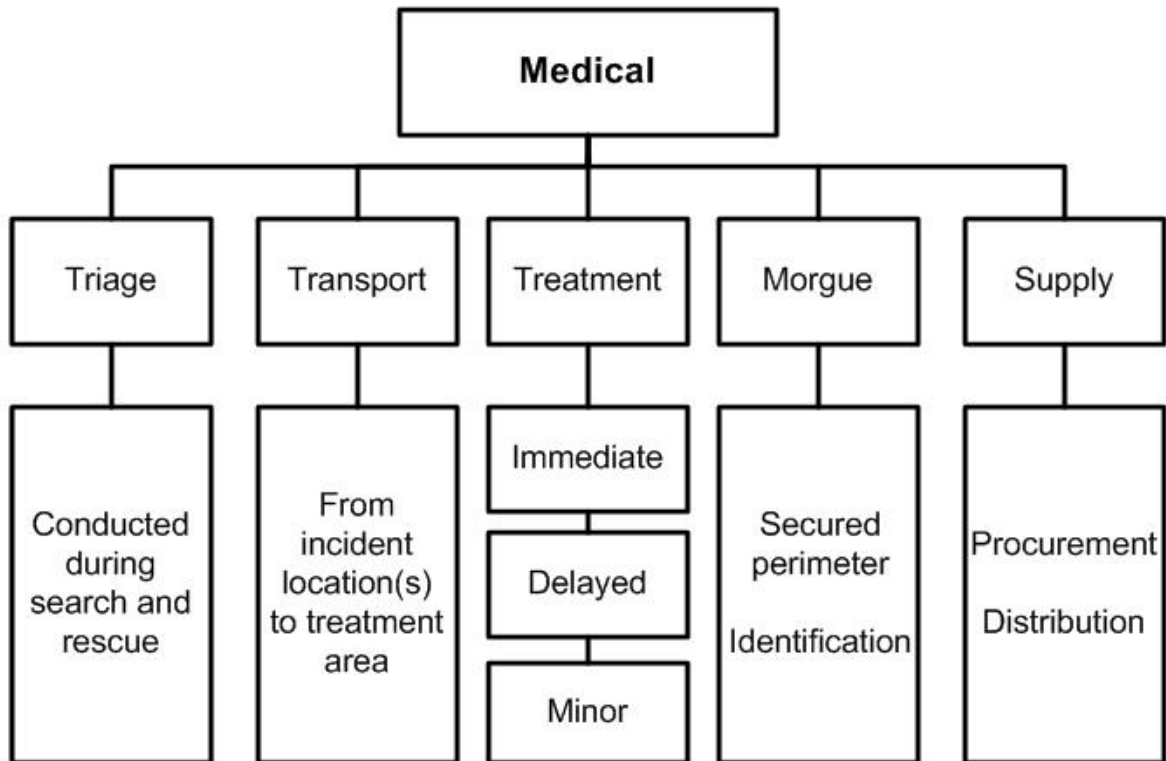 Medical
Triage
Transport
Treatment
Morgue
Supply
Conducted
during
search and
rescue
From
incident
location(s)
to treatment
area
Immediate
Delayed
Minor
Secured
perimeter
Identification
Procurement
Distribution